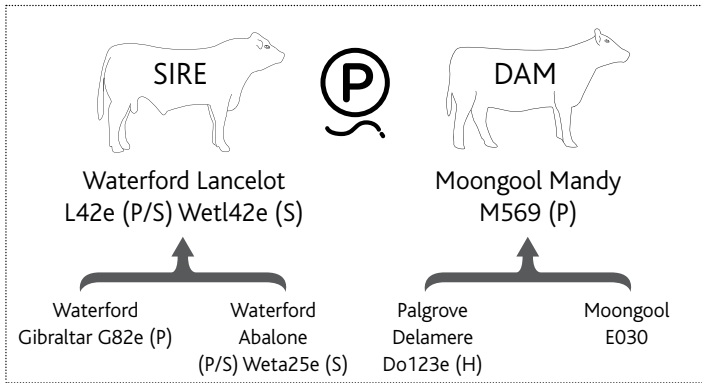 SIRE
P
DAM
Waterford Lancelot
L42e (P/S) Wetl42e (S)
Moongool Mandy
M569 (P)
Waterford
Gibraltar G82e (P)
Waterford
Abalone
(P/S) Weta25e (S)
Palgrove
Delamere
Do123e (H)
Moongool
E030